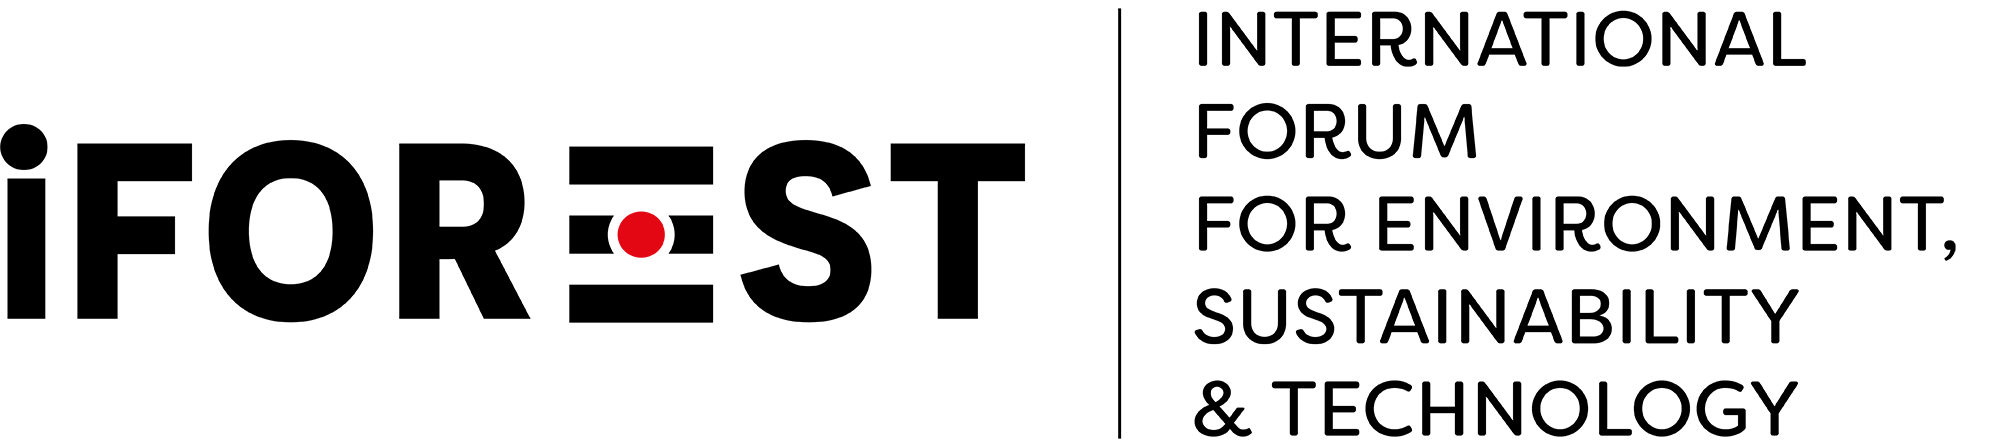 iFOREST
INTERNATIONAL
FORUM
FOR ENVIRONMENT,
SUSTAINABILITY
& TECHNOLOGY